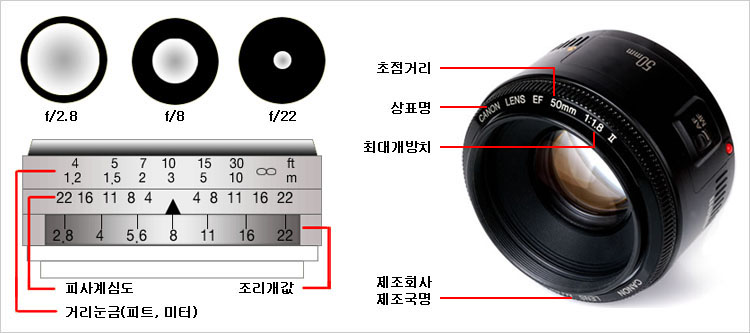 f/2.8 f/8 f/22
4 5 7 10 15 30 ft
1.2 1.5 2 3 5 10 ∞ m
22 16 11 8 4 4 8 11 16 22
2.8 4 5.6 8 11 16 22
피사계심도
조리개값
거리눈금(피트, 미터)
초점거리
상표명
최대개방치
제조회사
제조국명
50mm
CANON LENS EF 50mm 1:1.8 II
AF MF
CANON
LENS